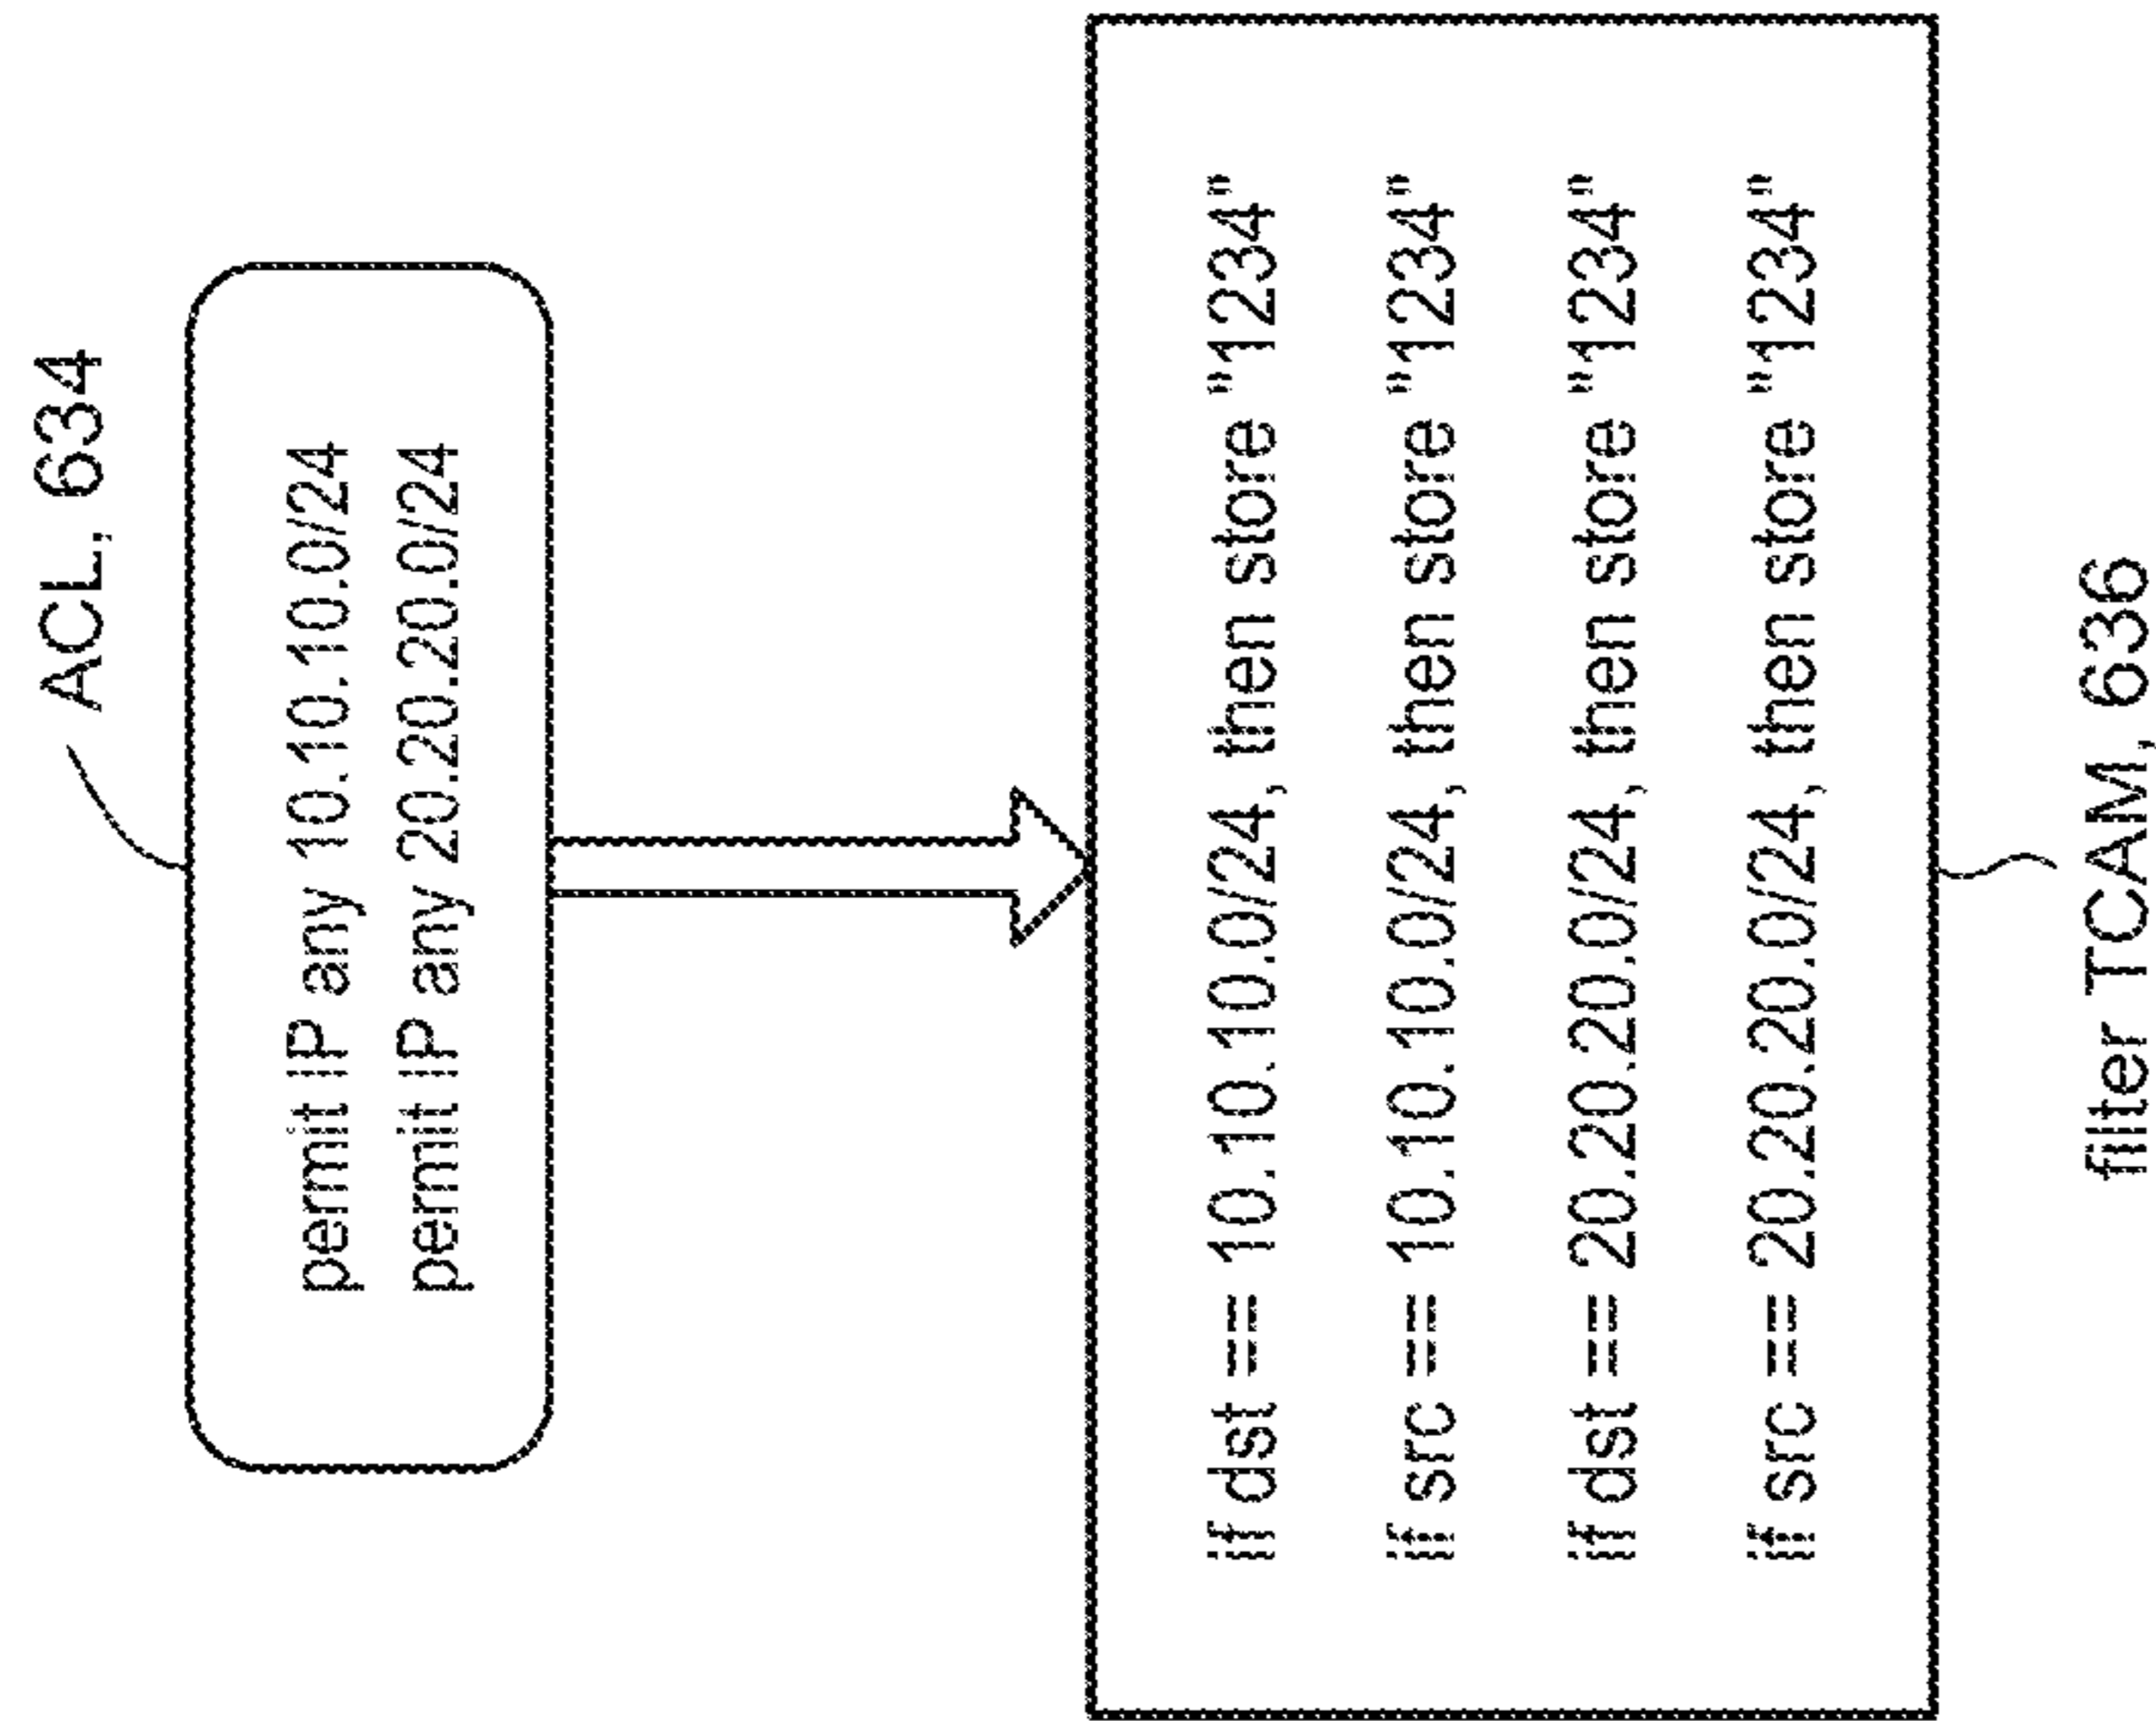 ACL, 634
permit IP any 10.10.10.0/24
permit IP any 20.20.20.0/24
if dst == 10.10.10.0/24, then store "1234"
if src == 10.10.10.0/24, then store "1234"
if dst == 20.20.20.0/24, then store "1234"
if src == 20.20.20.0/24, then store "1234"
filter TCAM, 636